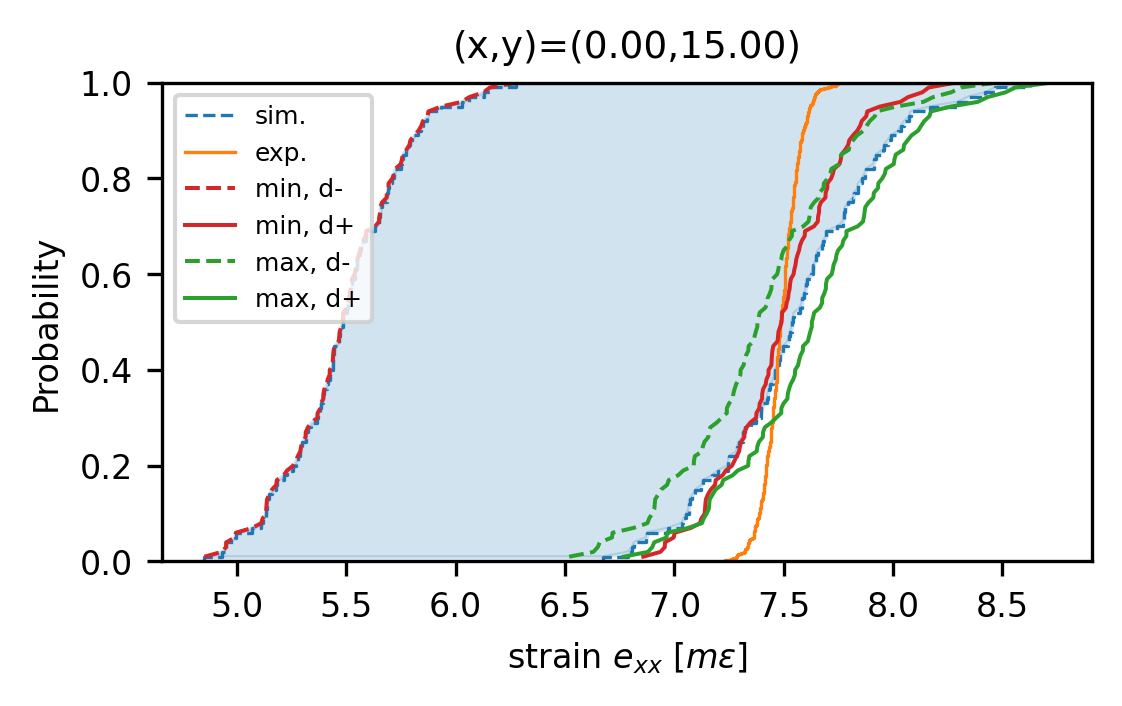 (x,y)=(0.00,15.00)
1.0
0.8
0.6
0.4
0.2
0.0
Probability
sim.
exp.
min, d-
min, d+
max, d-
max, d+
5.0 5.5 6.0 6.5 7.0 7.5 8.0 8.5
strain e_{xx} [mε]